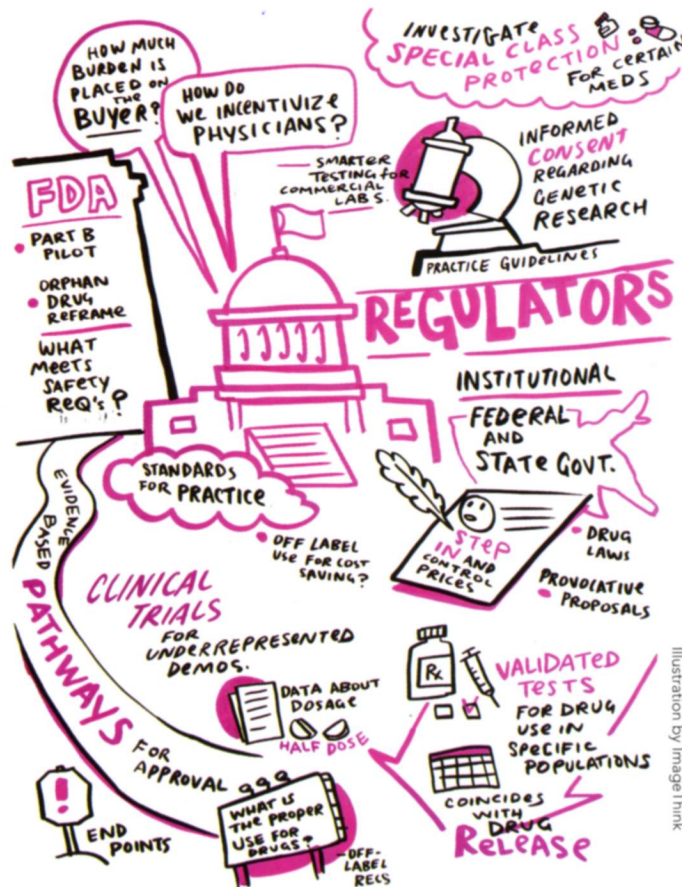 HOW MUCH
BURDEN IS
PLACED ON
THE
BUYER?
HOW DO
WE INCENTIVIZE
PHYSICIANS?
INVESTIGATE
SPECIAL CLASS
PROTECTION
FOR CERTAIN
MEDS
SMARTER
TESTING FOR
COMMERCIAL
LABS.
INFORMED
CONSENT
REGARDING
GENETIC
RESEARCH
PRACTICE GUIDELINES
FDA
PART B
PILOT
ORPHAN
DRUG
REFRAME
WHAT
MEETS
SAFETY
REQ'S?
REGULATORS
INSTITUTIONAL
FEDERAL
AND
STATE GOVT.
STEP
IN AND
CONTROL
PRICES
DRUG
LAWS
PROVOCATIVE
PROPOSALS
STANDARDS
FOR PRACTICE
OFF LABEL
USE FOR COST
SAVING?
EVIDENCE
BASED
PATHWAYS
FOR
APPROVAL
CLINICAL
TRIALS
FOR
UNDERREPRESENTED
DEMOS.
DATA ABOUT
DOSAGE
HALF DOSE
!
END
POINTS
WHAT IS
THE PROPER
USE FOR
DRUGS?
OFF-
LABEL
RECS
Rx
VALIDATED
TESTS
FOR DRUG
USE IN
SPECIFIC
POPULATIONS
COINCIDES
WITH DRUG
RELEASE
Illustration by ImageThink